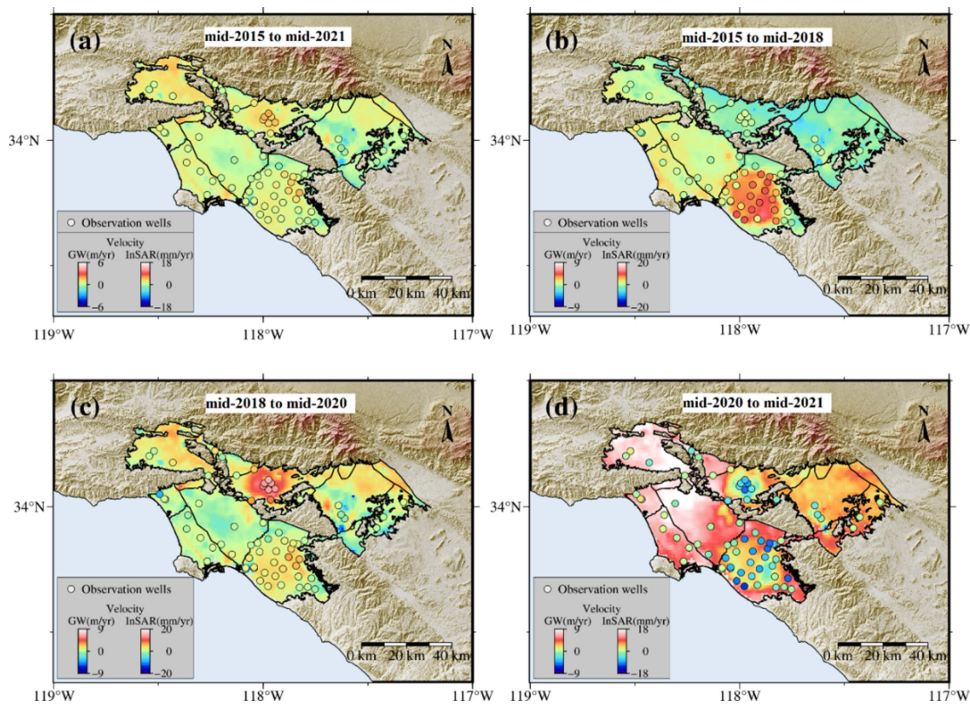 (a)
mid-2015 to mid-2021
N
34°N
Observation wells
Velocity
GW(m/yr) InSAR(mm/yr)
6 18
0 0
−6 −18
0 km 20 km 40 km
119°W 118°W 117°W
(b)
mid-2015 to mid-2018
N
34°N
Observation wells
Velocity
GW(m/yr) InSAR(mm/yr)
9 20
0 0
−9 −20
0 km 20 km 40 km
119°W 118°W 117°W
(c)
mid-2018 to mid-2020
N
34°N
Observation wells
Velocity
GW(m/yr) InSAR(mm/yr)
9 20
0 0
−9 −20
0 km 20 km 40 km
119°W 118°W 117°W
(d)
mid-2020 to mid-2021
N
34°N
Observation wells
Velocity
GW(m/yr) InSAR(mm/yr)
9 18
0 0
−9 −18
0 km 20 km 40 km
119°W 118°W 117°W